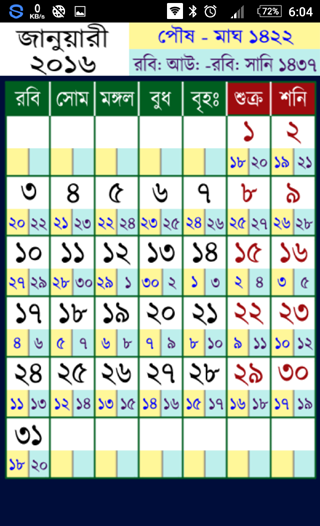 0 KB/s 72% 6:04
জানুয়ারী পৌষ - মাঘ ১৪২২
২০১৬ রবি: আউ: -রবি: সানি ১৪৩৭
রবি সোম মঙ্গল বুধ বৃহঃ শুক্র শনি
১ ২
১৮ ২০ ১৯ ২১
৩ ৪ ৫ ৬ ৭ ৮ ৯
২০ ২২ ২১ ২৩ ২২ ২৪ ২৩ ২৫ ২৪ ২৬ ২৫ ২৭ ২৬ ২৮
১০ ১১ ১২ ১৩ ১৪ ১৫ ১৬
২৭ ২৯ ২৮ ৩০ ২৯ ১ ৩০ ২ ১ ৩ ২ ৪ ৩ ৫
১৭ ১৮ ১৯ ২০ ২১ ২২ ২৩
৪ ৬ ৫ ৭ ৬ ৮ ৭ ৯ ৮ ১০ ৯ ১১ ১০ ১২
২৪ ২৫ ২৬ ২৭ ২৮ ২৯ ৩০
১১ ১৩ ১২ ১৪ ১৩ ১৫ ১৪ ১৬ ১৫ ১৭ ১৬ ১৮ ১৭ ১৯
৩১
১৮ ২০